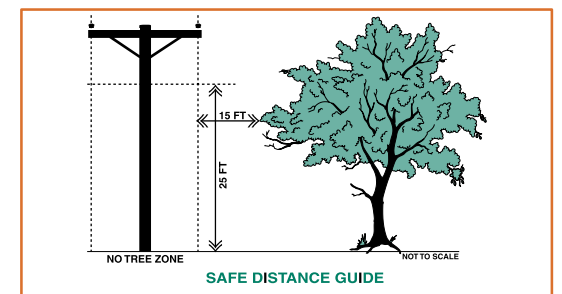 15 FT
25 FT
NO TREE ZONE
NOT TO SCALE
SAFE DISTANCE GUIDE